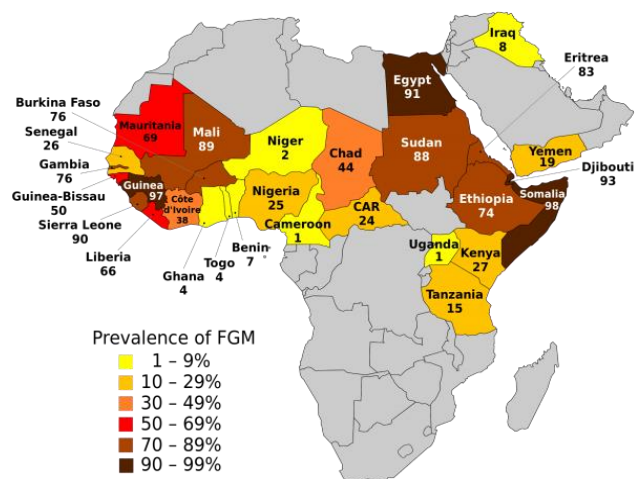 Iraq
8
Eritrea
83
Egypt
91
Burkina Faso
76
Mauritania
69
Mali
89
Niger
2
Chad
44
Sudan
88
Yemen
19
Djibouti
93
Senegal
26
Gambia
76
Guinea-Bissau
50
Guinea
97
Sierra Leone
90
Côte
d'Ivoire
38
Nigeria
25
CAR
24
Ethiopia
74
Somalia
98
Liberia
66
Ghana
4
Togo
4
Benin
7
Cameroon
1
Uganda
1
Kenya
27
Tanzania
15
Prevalence of FGM
1 – 9%
10 – 29%
30 – 49%
50 – 69%
70 – 89%
90 – 99%